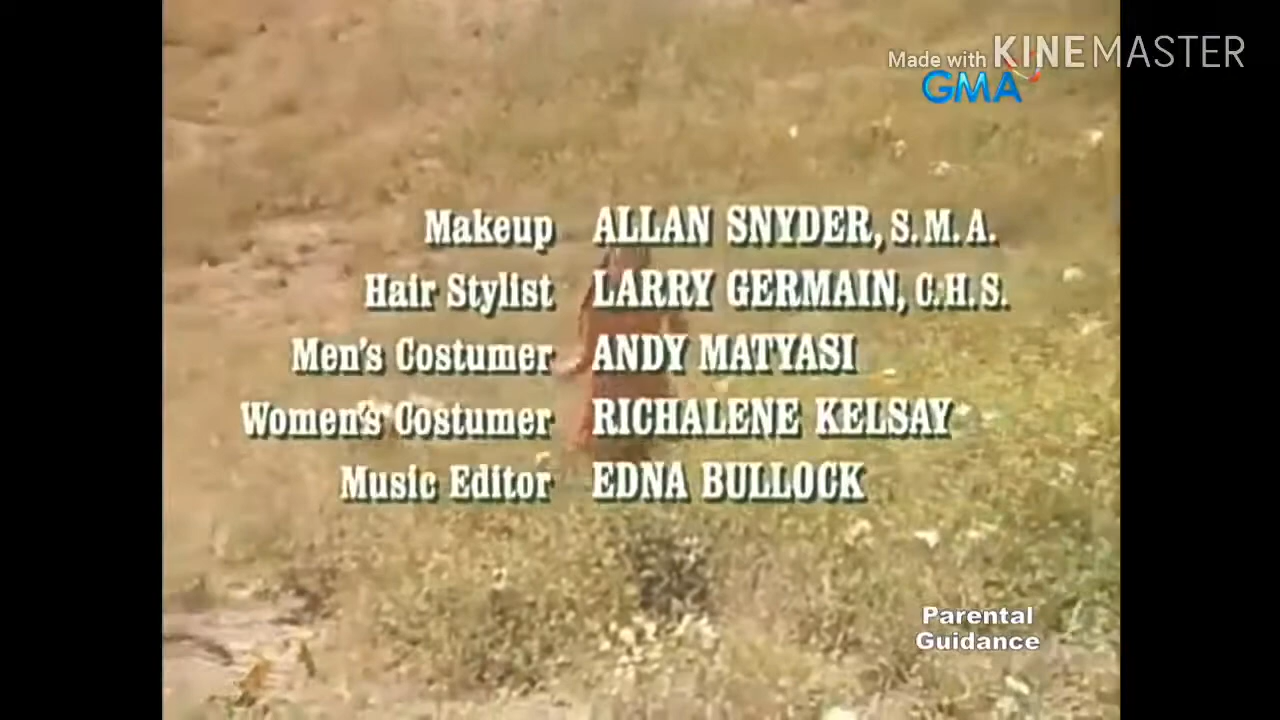 Made with KINEMASTER
GMA
Makeup ALLAN SNYDER, S.M.A.
Hair Stylist LARRY GERMAIN, C.H.S.
Men's Costumer ANDY MATYASI
Women's Costumer RICHALENE KELSAY
Music Editor EDNA BULLOCK
Parental
Guidance